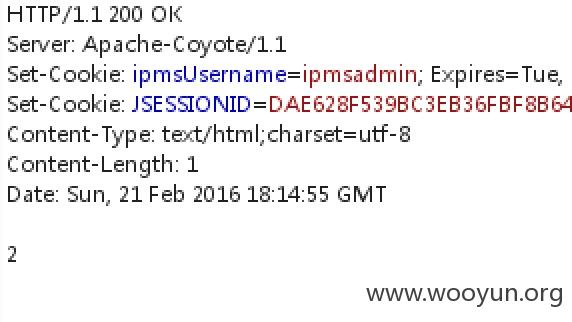 HTTP/1.1 200 OK
Server: Apache-Coyote/1.1
Set-Cookie: ipmsUsername=ipmsadmin; Expires=Tue,
Set-Cookie: JSESSIONID=DAE628F539BC3EB36FBF8B64
Content-Type: text/html;charset=utf-8
Content-Length: 1
Date: Sun, 21 Feb 2016 18:14:55 GMT
2
www.wooyun.org